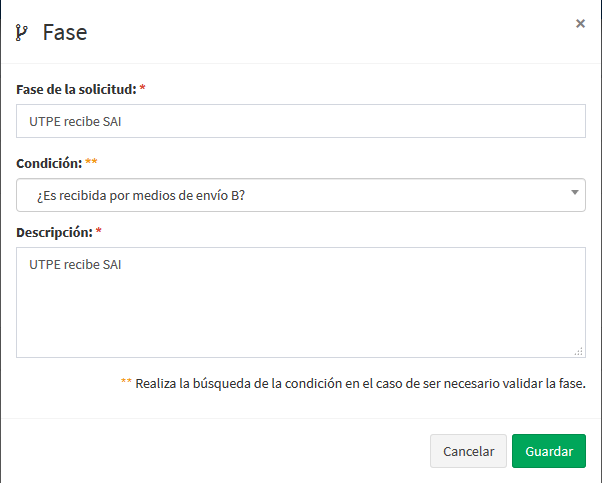 Fase
×
Fase de la solicitud: *
UTPE recibe SAI
Condición: **
¿Es recibida por medios de envío B?
Descripción: *
UTPE recibe SAI
** Realiza la búsqueda de la condición en el caso de ser necesario validar la fase.
Cancelar
Guardar